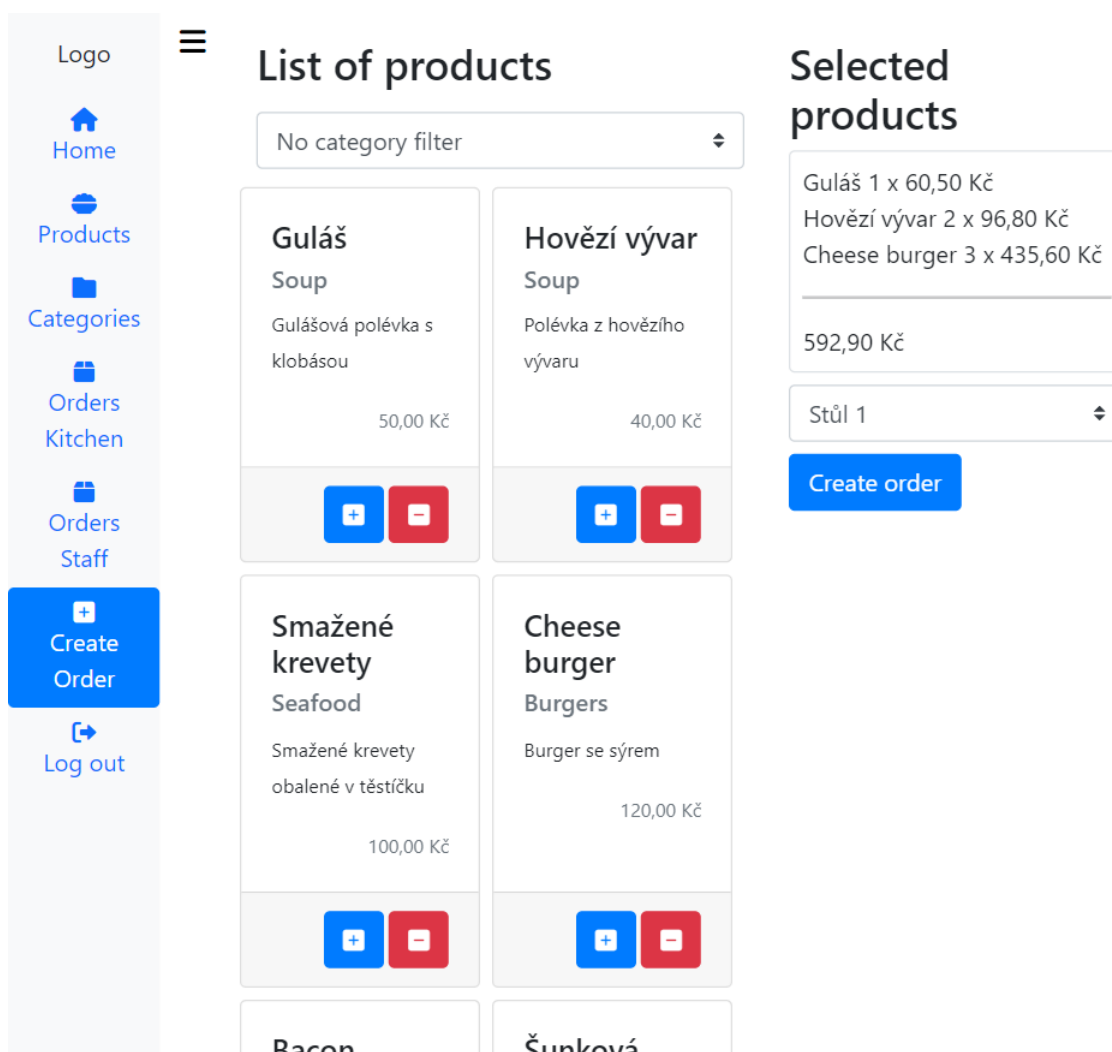 Logo
Home
Products
Categories
Orders
Kitchen
Orders
Staff
Create
Order
Log out
List of products
No category filter
Guláš
Soup
Gulášová polévka s
klobásou
50,00 Kč
Hovězí vývar
Soup
Polévka z hovězího
vývaru
40,00 Kč
Smažené
krevety
Seafood
Smažené krevety
obalené v těstíčku
100,00 Kč
Cheese
burger
Burgers
Burger se sýrem
120,00 Kč
Bacon
Šunková
Selected
products
Guláš 1 x 60,50 Kč
Hovězí vývar 2 x 96,80 Kč
Cheese burger 3 x 435,60 Kč
592,90 Kč
Stůl 1
Create order